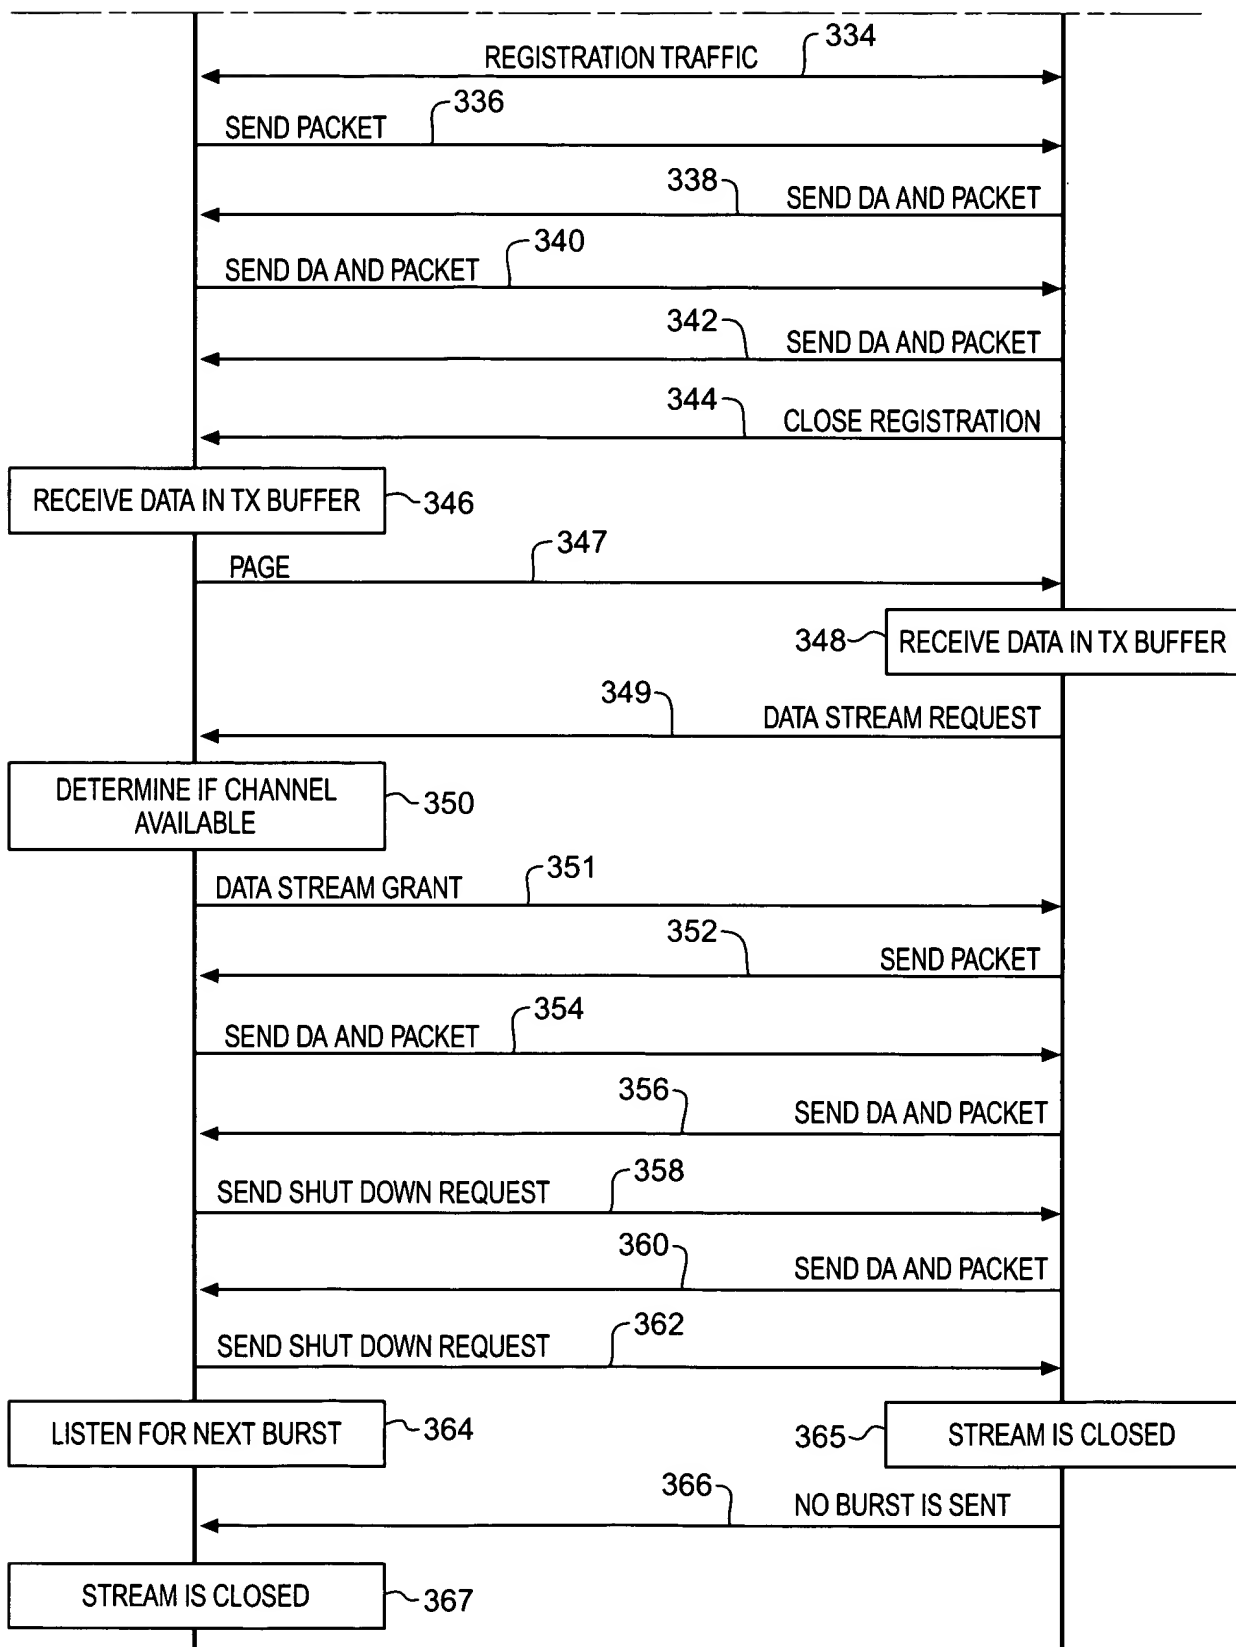 334
REGISTRATION TRAFFIC
336
SEND PACKET
338
SEND DA AND PACKET
340
SEND DA AND PACKET
342
SEND DA AND PACKET
344
CLOSE REGISTRATION
RECEIVE DATA IN TX BUFFER
346
347
PAGE
348
RECEIVE DATA IN TX BUFFER
349
DATA STREAM REQUEST
DETERMINE IF CHANNEL
AVAILABLE
350
351
DATA STREAM GRANT
352
SEND PACKET
354
SEND DA AND PACKET
356
SEND DA AND PACKET
358
SEND SHUT DOWN REQUEST
360
SEND DA AND PACKET
362
SEND SHUT DOWN REQUEST
LISTEN FOR NEXT BURST
364
365
STREAM IS CLOSED
366
NO BURST IS SENT
STREAM IS CLOSED
367